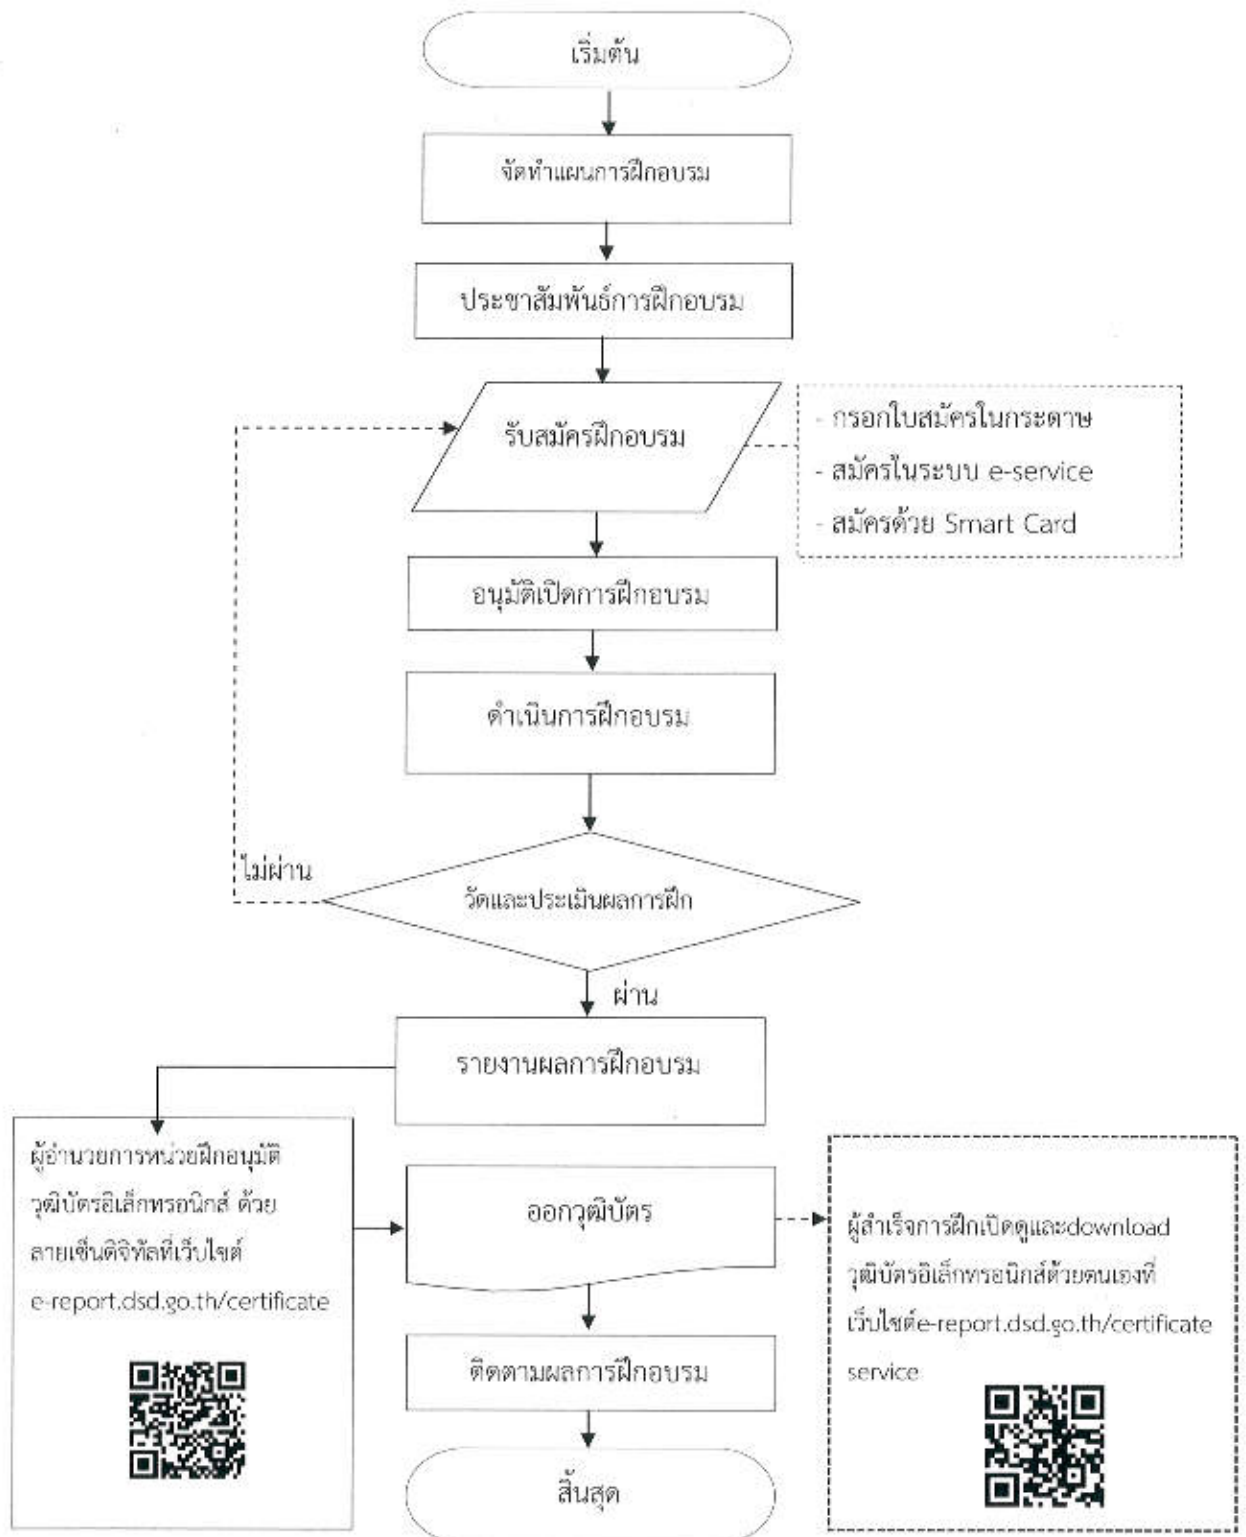 เริ่มต้น
จัดทำแผนการฝึกอบรม
ประชาสัมพันธ์การฝึกอบรม
รับสมัครฝึกอบรม
- กรอกใบสมัครในกระดาษ
- สมัครในระบบ e-service
- สมัครด้วย Smart Card
อนุมัติเปิดการฝึกอบรม
ดำเนินการฝึกอบรม
ไม่ผ่าน
วัดและประเมินผลการฝึก
ผ่าน
รายงานผลการฝึกอบรม
ผู้อำนวยการหน่วยฝึกอนุมัติ
วุฒิบัตรอิเล็กทรอนิกส์ ด้วย
ลายเซ็นดิจิทัลที่เว็บไซต์
e-report.dsd.go.th/certificate
ออกวุฒิบัตร
ผู้สำเร็จการฝึกเปิดดูและdownload
วุฒิบัตรอิเล็กทรอนิกส์ด้วยตนเองที่
เว็บไซต์e-report.dsd.go.th/certificate
service
ติดตามผลการฝึกอบรม
สิ้นสุด